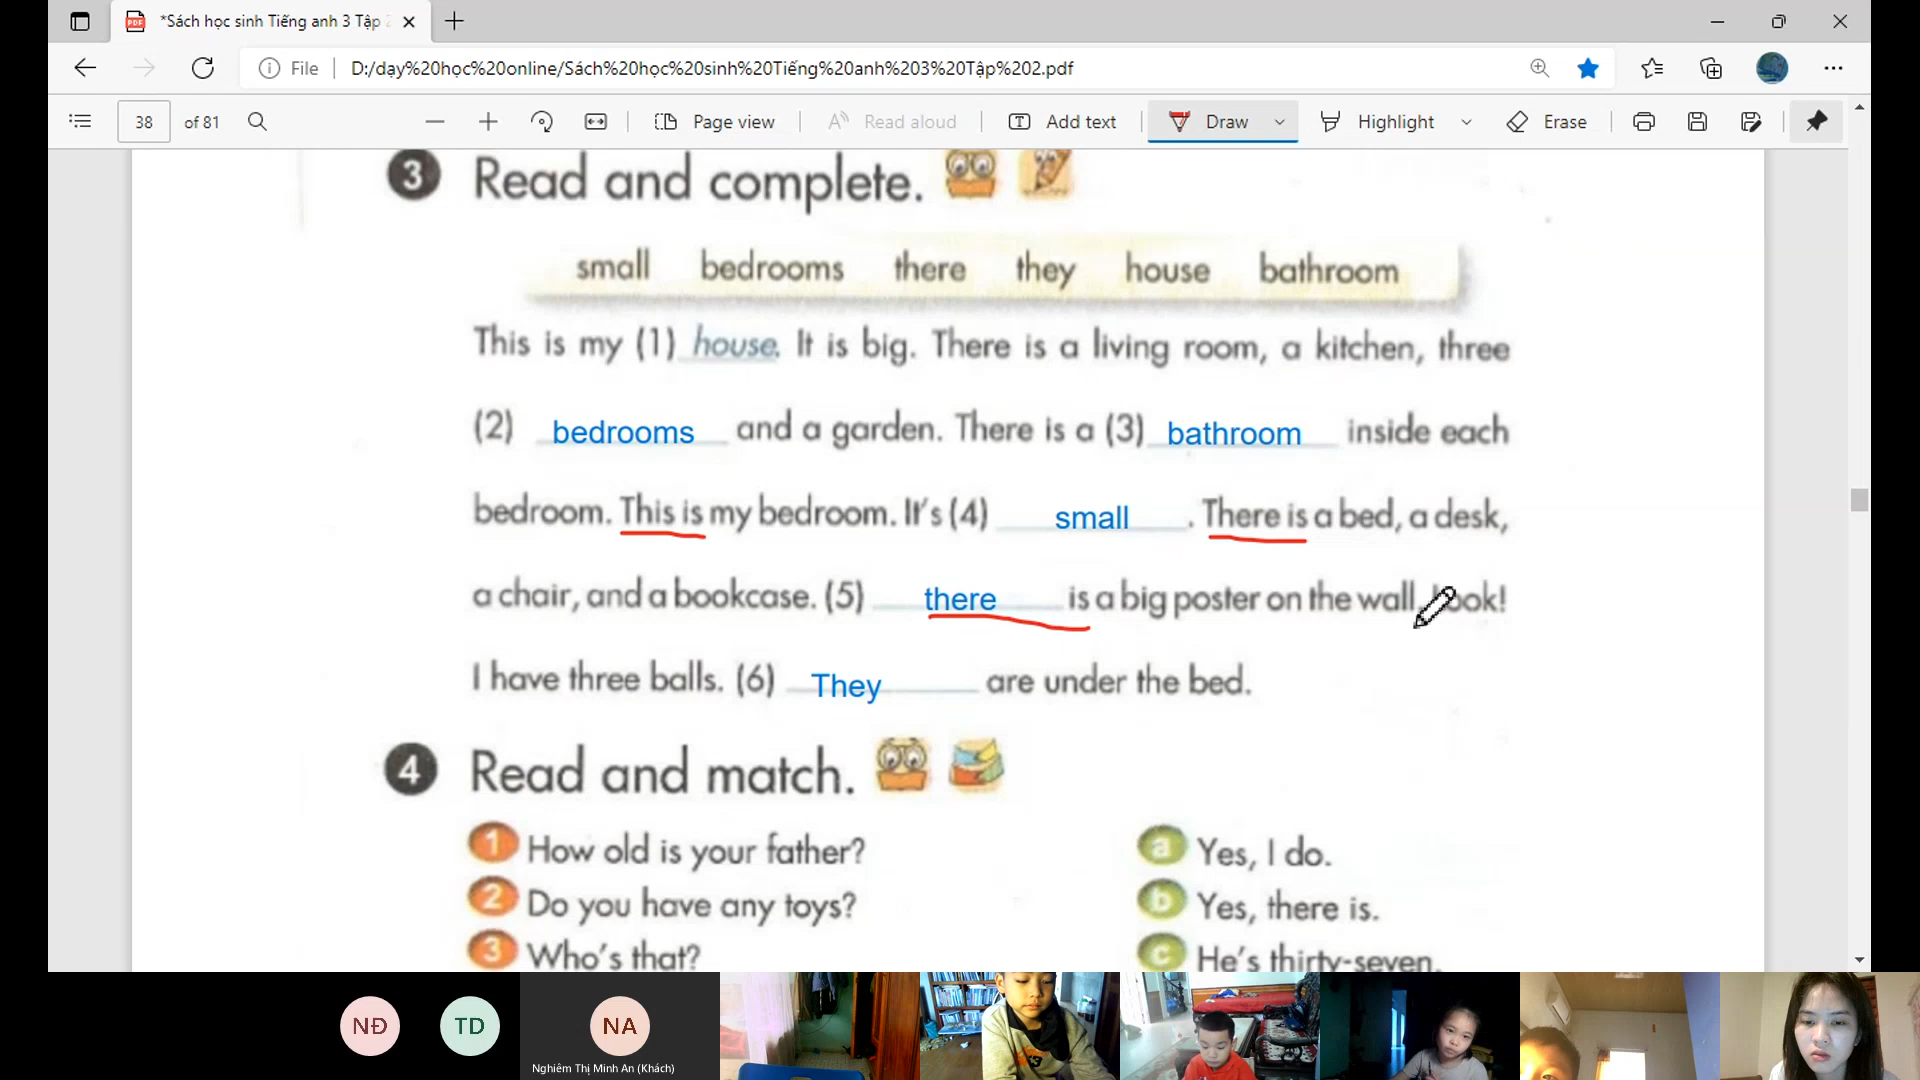 *Sách học sinh Tiếng anh 3 Tập
File D:/dạy%20học%20online/Sách%20học%20sinh%20Tiếng%20anh%203%20Tập%202.pdf
38 of 81 Page view Read aloud Add text Draw Highlight Erase
3 Read and complete.
small bedrooms there they house bathroom
This is my (1) house. It is big. There is a living room, a kitchen, three
(2) bedrooms and a garden. There is a (3) bathroom inside each
bedroom. This is my bedroom. It's (4) small . There is a bed, a desk,
a chair, and a bookcase. (5) there is a big poster on the wall. Look!
I have three balls. (6) They are under the bed.
4 Read and match.
1 How old is your father? a Yes, I do.
2 Do you have any toys? b Yes, there is.
3 Who's that? c He's thirty-seven.
NĐ TD NA
Nghiêm Thị Minh An (Khách)